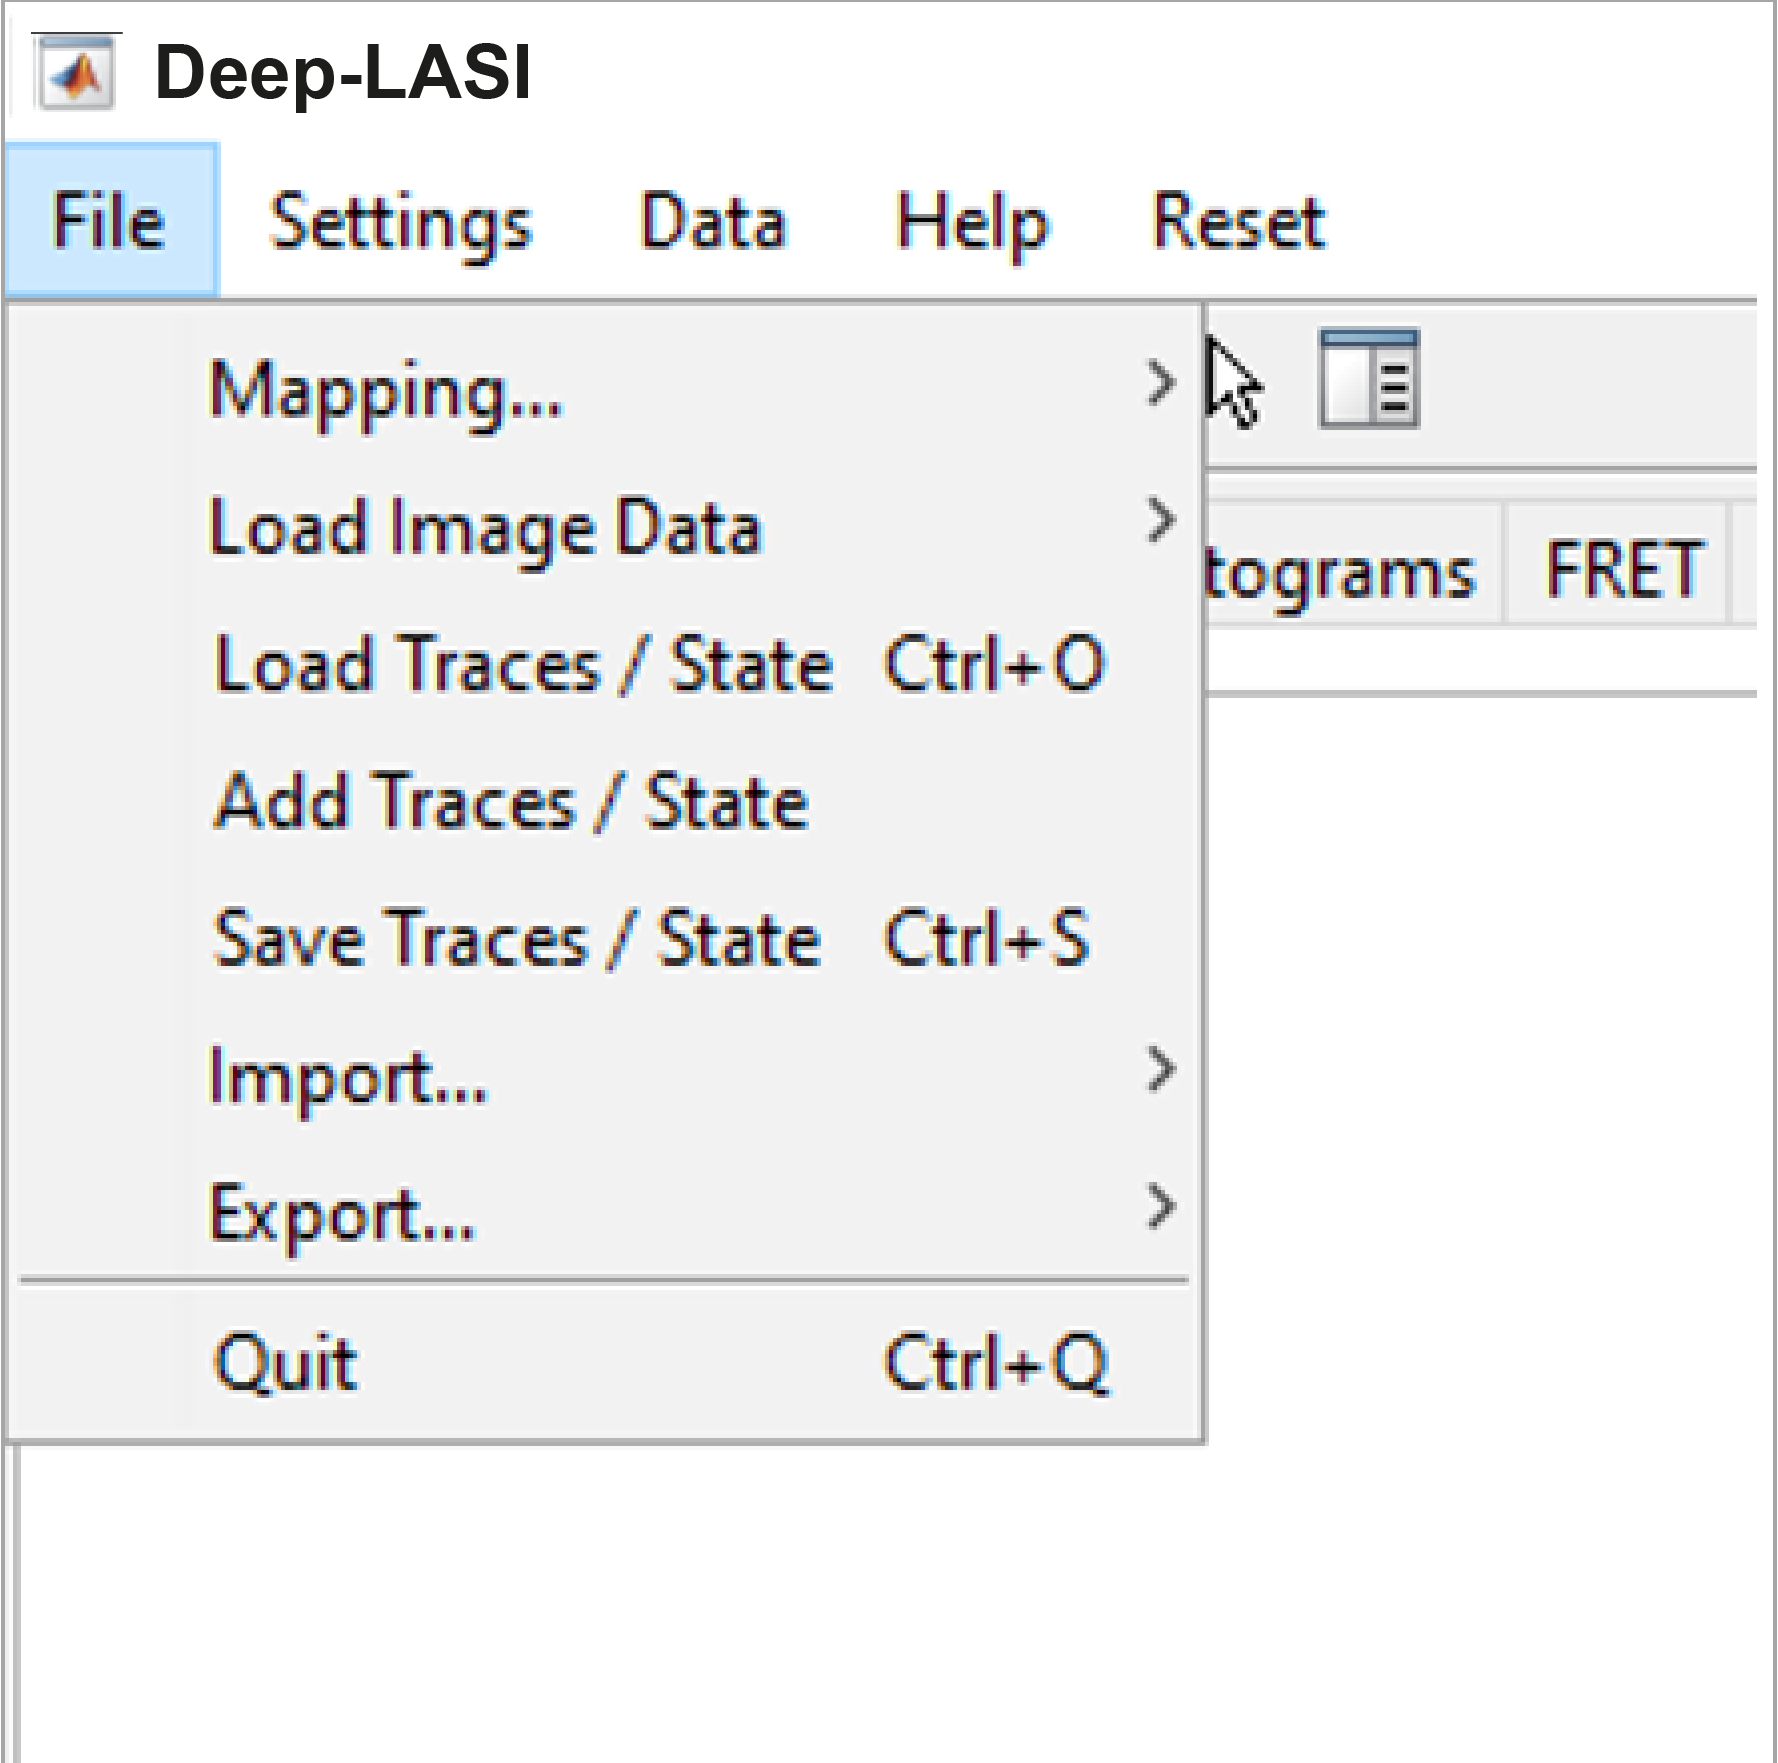 Deep-LASI
File Settings Data Help Reset
Mapping...
Load Image Data
tograms FRET
Load Traces / State Ctrl+O
Add Traces / State
Save Traces / State Ctrl+S
Import...
Export...
Quit Ctrl+Q